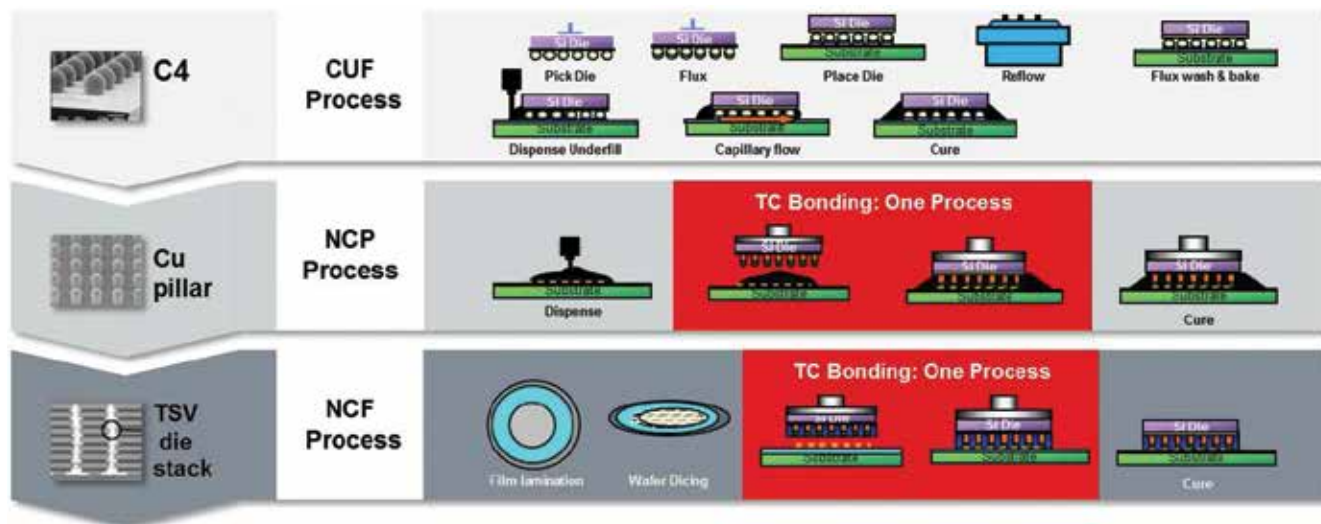 C4
CUF
Process
Si Die
Pick Die
Si Die
Flux
Si Die
Substrate
Place Die
Reflow
Si Die
Substrate
Flux wash & bake
Si Die
Substrate
Dispense Underfill
Si Die
Substrate
Capillary flow
Si Die
Substrate
Cure
Cu
pillar
NCP
Process
Substrate
Dispense
TC Bonding: One Process
Si Die
Substrate
Si Die
Substrate
Si Die
Substrate
Cure
TSV
die
stack
NCF
Process
Film lamination
Wafer Dicing
TC Bonding: One Process
Si Die
Substrate
Si Die
Substrate
Si Die
Substrate
Cure